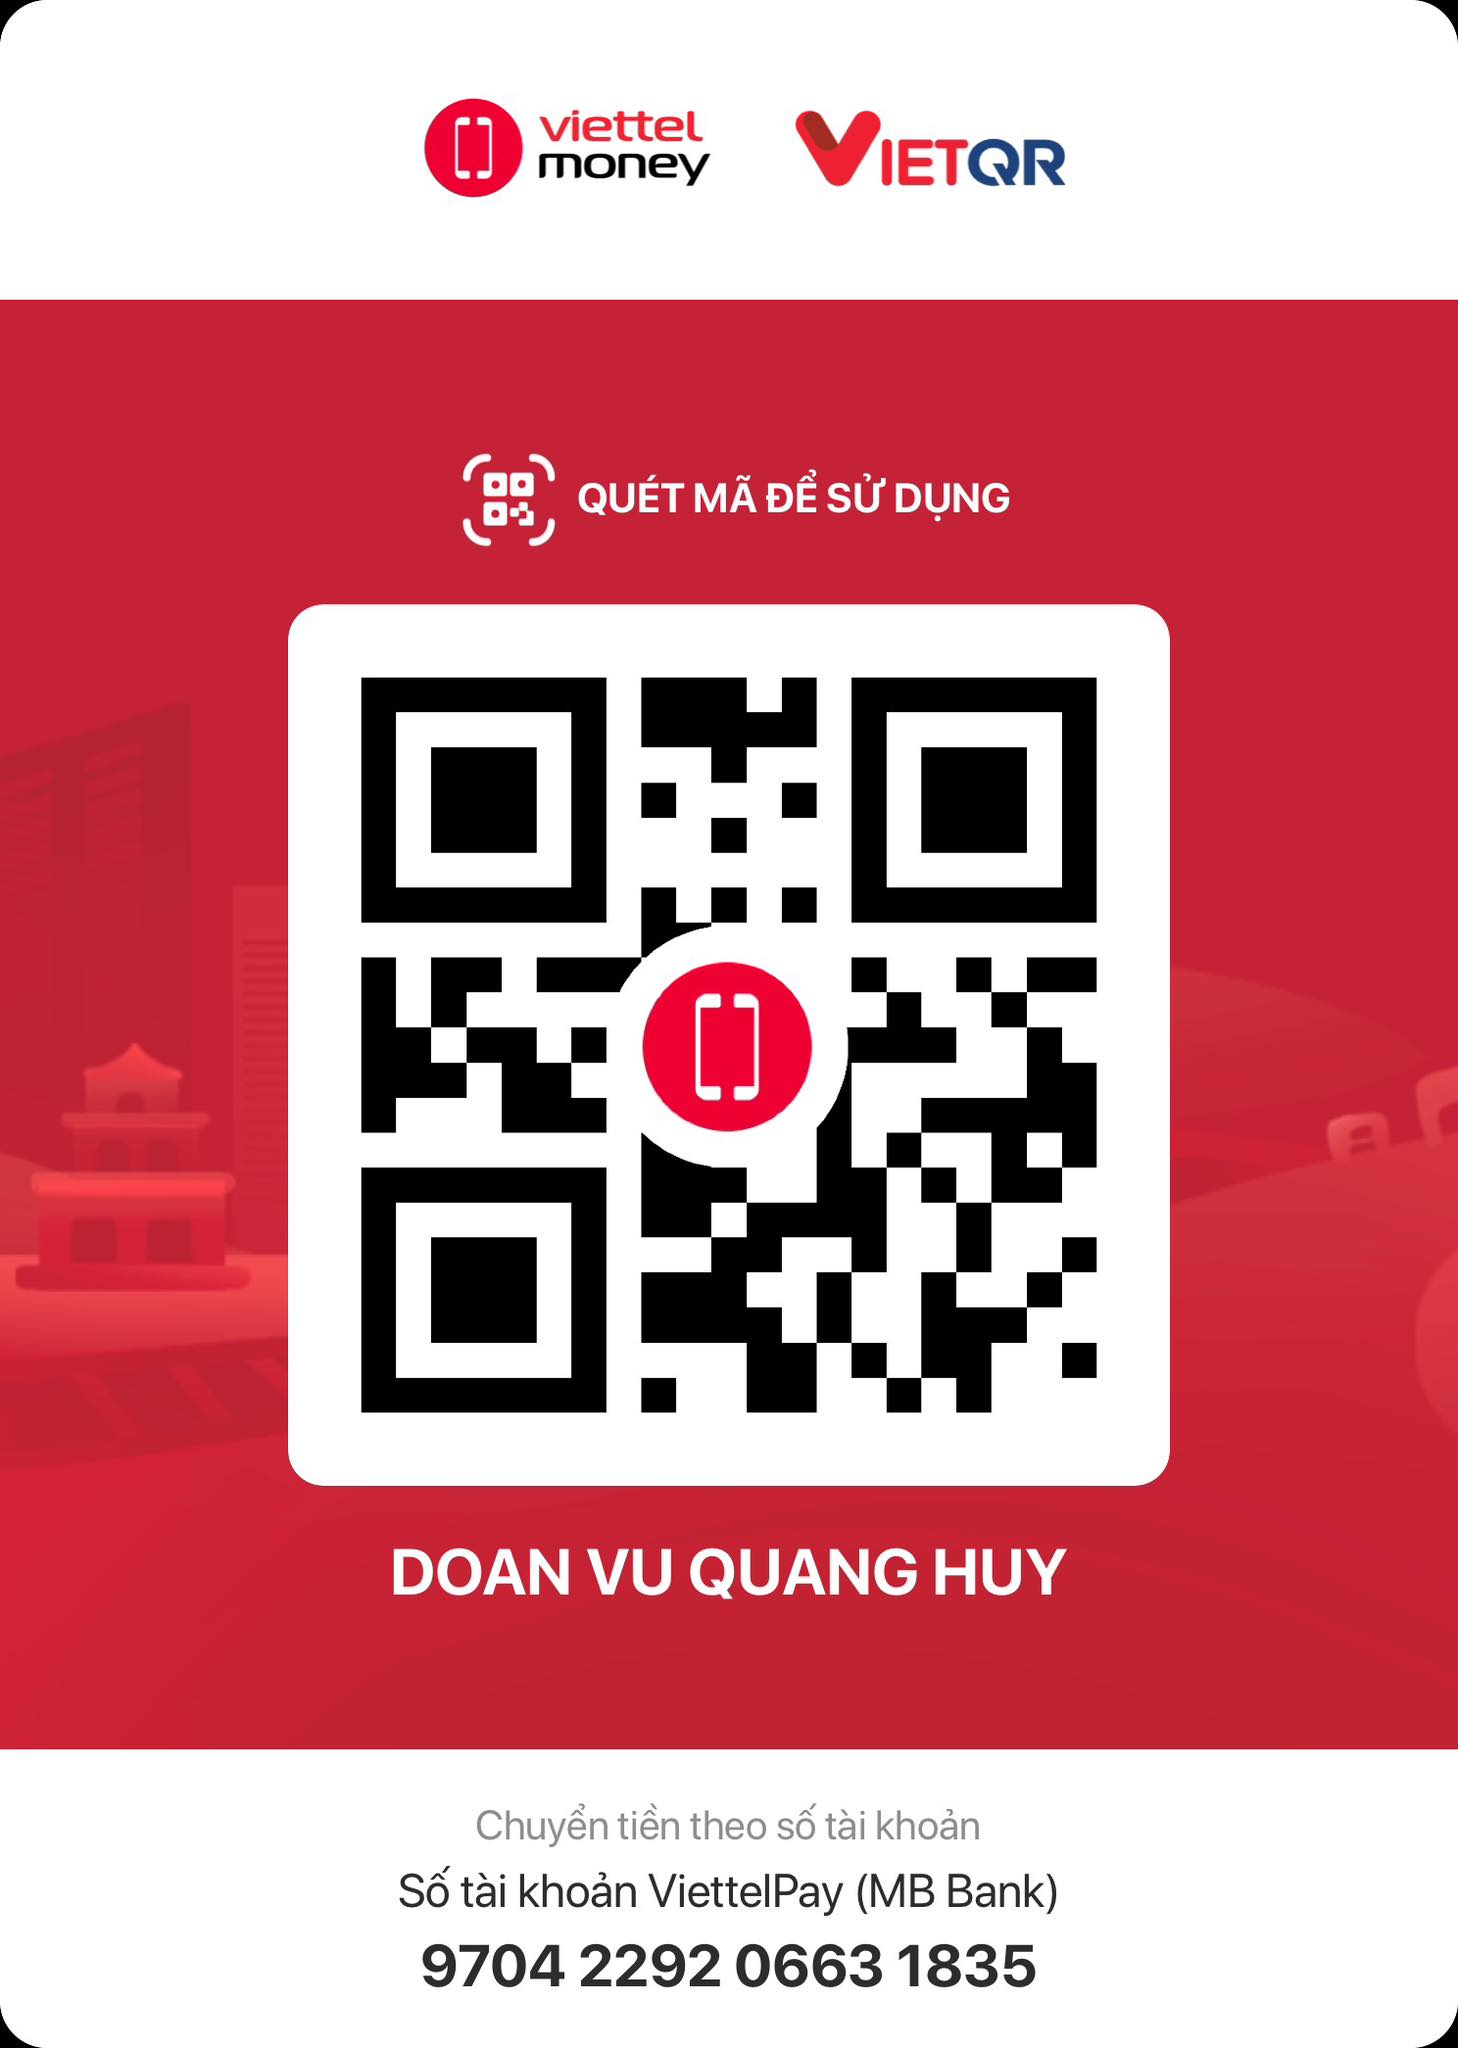 viettel
money
VIETQR
QUÉT MÃ ĐỂ SỬ DỤNG
DOAN VU QUANG HUY
Chuyển tiền theo số tài khoản
Số tài khoản ViettelPay (MB Bank)
9704 2292 0663 1835